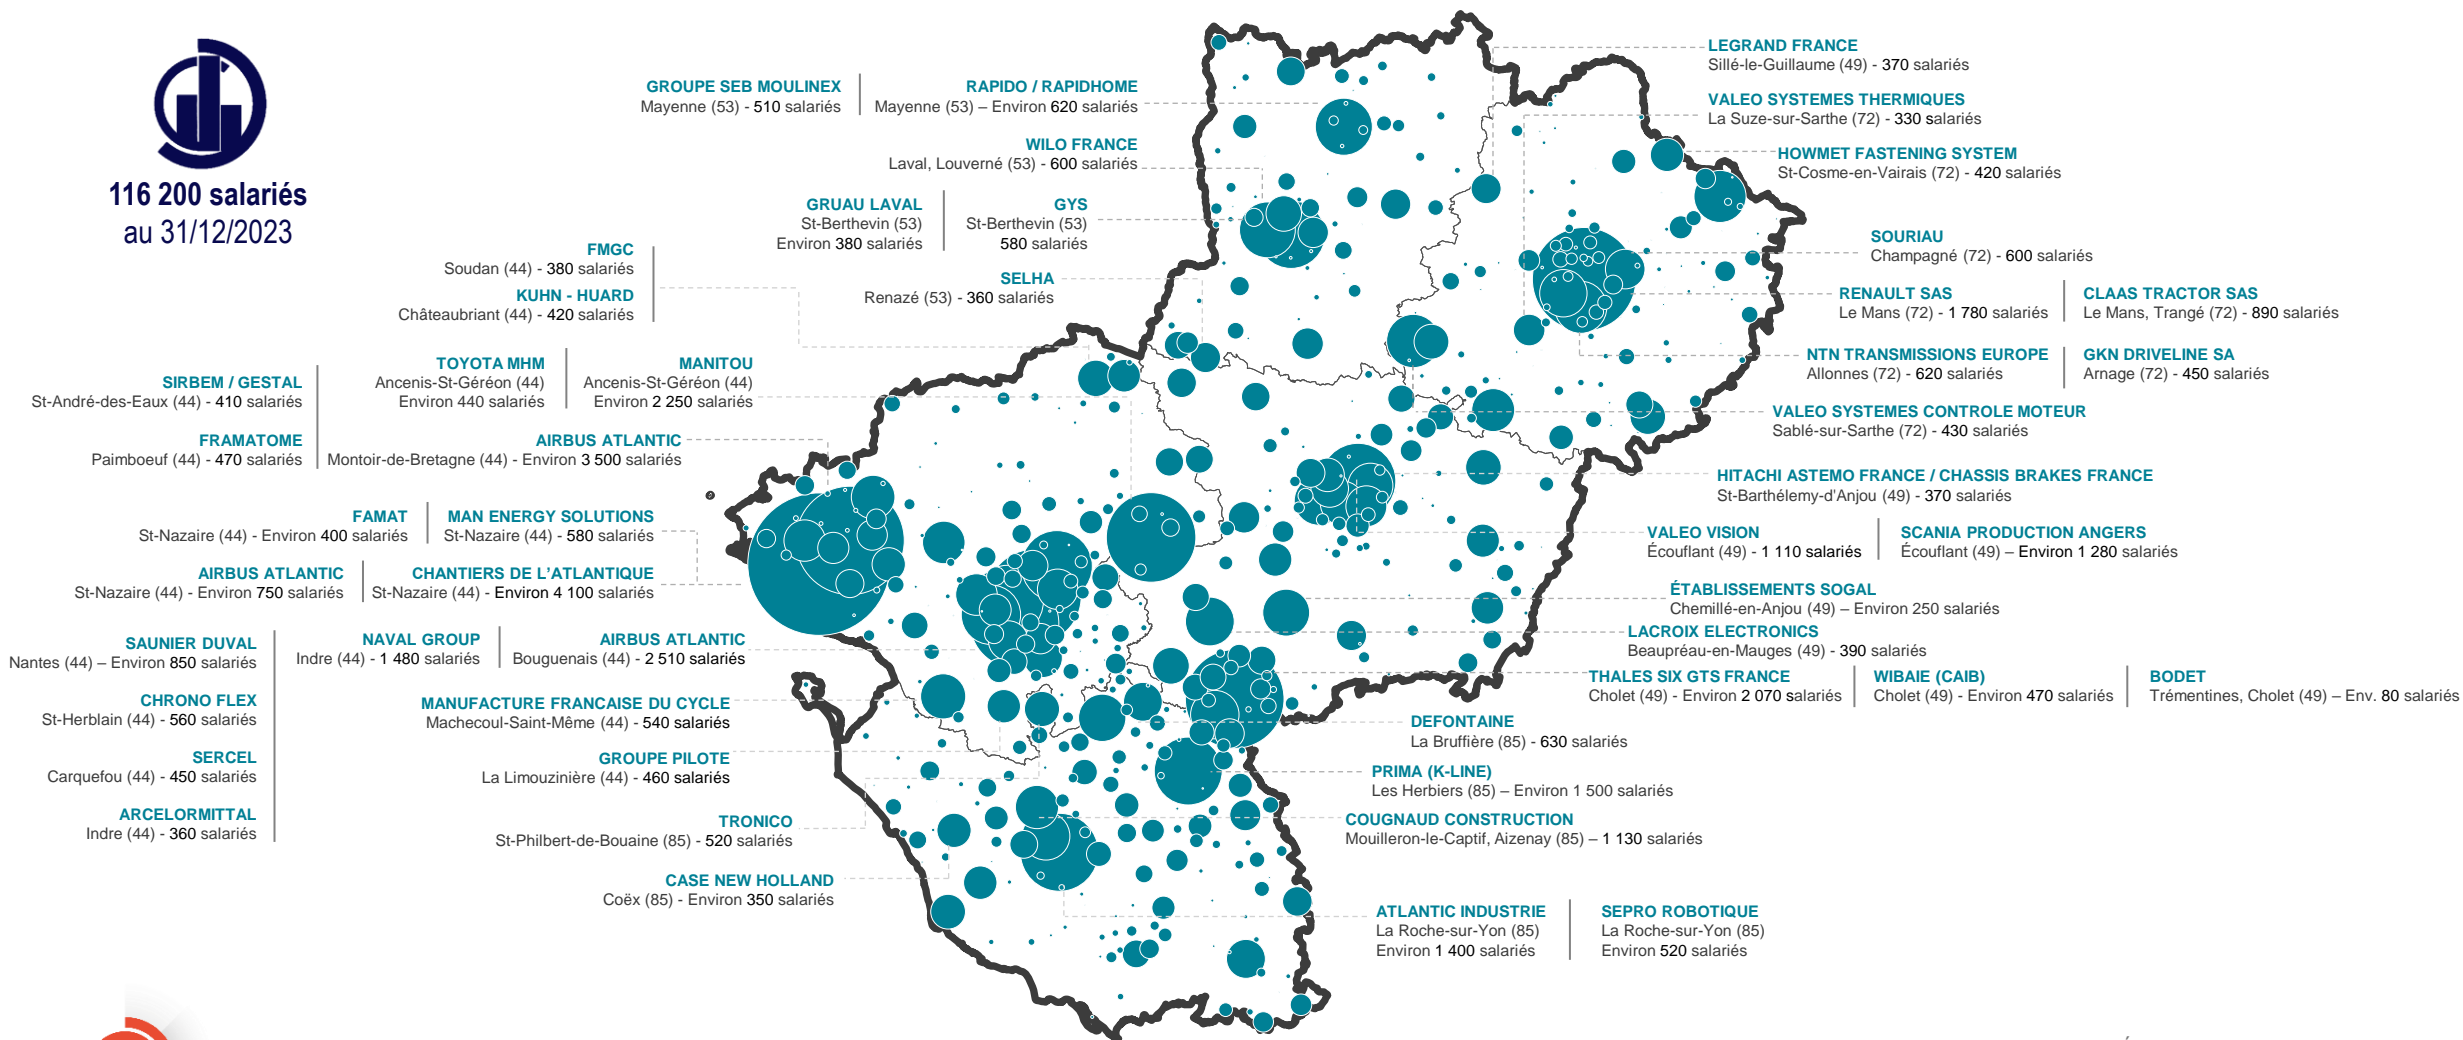 116 200 salariés
au 31/12/2023
GROUPE SEB MOULINEX
Mayenne (53) - 510 salariés
RAPIDO / RAPIDHOME
Mayenne (53) – Environ 620 salariés
WILO FRANCE
Laval, Louverné (53) - 600 salariés
GRUAU LAVAL
St-Berthevin (53)
Environ 380 salariés
GYS
St-Berthevin (53)
580 salariés
FMGC
Soudan (44) - 380 salariés
KUHN - HUARD
Châteaubriant (44) - 420 salariés
SELHA
Renazé (53) - 360 salariés
SIRBEM / GESTAL
St-André-des-Eaux (44) - 410 salariés
FRAMATOME
Paimboeuf (44) - 470 salariés
TOYOTA MHM
Ancenis-St-Géréon (44)
Environ 440 salariés
MANITOU
Ancenis-St-Géréon (44)
Environ 2 250 salariés
AIRBUS ATLANTIC
Montoir-de-Bretagne (44) - Environ 3 500 salariés
FAMAT
St-Nazaire (44) - Environ 400 salariés
MAN ENERGY SOLUTIONS
St-Nazaire (44) - 580 salariés
AIRBUS ATLANTIC
St-Nazaire (44) - Environ 750 salariés
CHANTIERS DE L'ATLANTIQUE
St-Nazaire (44) - Environ 4 100 salariés
SAUNIER DUVAL
Nantes (44) – Environ 850 salariés
CHRONO FLEX
St-Herblain (44) - 560 salariés
SERCEL
Carquefou (44) - 450 salariés
ARCELORMITTAL
Indre (44) - 360 salariés
NAVAL GROUP
Indre (44) - 1 480 salariés
AIRBUS ATLANTIC
Bouguenais (44) - 2 510 salariés
MANUFACTURE FRANCAISE DU CYCLE
Machecoul-Saint-Même (44) - 540 salariés
GROUPE PILOTE
La Limouzinière (44) - 460 salariés
TRONICO
St-Philbert-de-Bouaine (85) - 520 salariés
CASE NEW HOLLAND
Coëx (85) - Environ 350 salariés
LEGRAND FRANCE
Sillé-le-Guillaume (49) - 370 salariés
VALEO SYSTEMES THERMIQUES
La Suze-sur-Sarthe (72) - 330 salariés
HOWMET FASTENING SYSTEM
St-Cosme-en-Vairais (72) - 420 salariés
SOURIAU
Champagné (72) - 600 salariés
RENAULT SAS
Le Mans (72) - 1 780 salariés
CLAAS TRACTOR SAS
Le Mans, Trangé (72) - 890 salariés
NTN TRANSMISSIONS EUROPE
Allonnes (72) - 620 salariés
GKN DRIVELINE SA
Arnage (72) - 450 salariés
VALEO SYSTEMES CONTROLE MOTEUR
Sablé-sur-Sarthe (72) - 430 salariés
HITACHI ASTEMO FRANCE / CHASSIS BRAKES FRANCE
St-Barthélemy-d'Anjou (49) - 370 salariés
VALEO VISION
Écouflant (49) - 1 110 salariés
SCANIA PRODUCTION ANGERS
Écouflant (49) – Environ 1 280 salariés
ÉTABLISSEMENTS SOGAL
Chemillé-en-Anjou (49) – Environ 250 salariés
LACROIX ELECTRONICS
Beaupréau-en-Mauges (49) - 390 salariés
THALES SIX GTS FRANCE
Cholet (49) - Environ 2 070 salariés
WIBAIE (CAIB)
Cholet (49) - Environ 470 salariés
BODET
Trémentines, Cholet (49) – Env. 80 salariés
DEFONTAINE
La Bruffière (85) - 630 salariés
PRIMA (K-LINE)
Les Herbiers (85) – Environ 1 500 salariés
COUGNAUD CONSTRUCTION
Mouilleron-le-Captif, Aizenay (85) – 1 130 salariés
ATLANTIC INDUSTRIE
La Roche-sur-Yon (85)
Environ 1 400 salariés
SEPRO ROBOTIQUE
La Roche-sur-Yon (85)
Environ 520 salariés